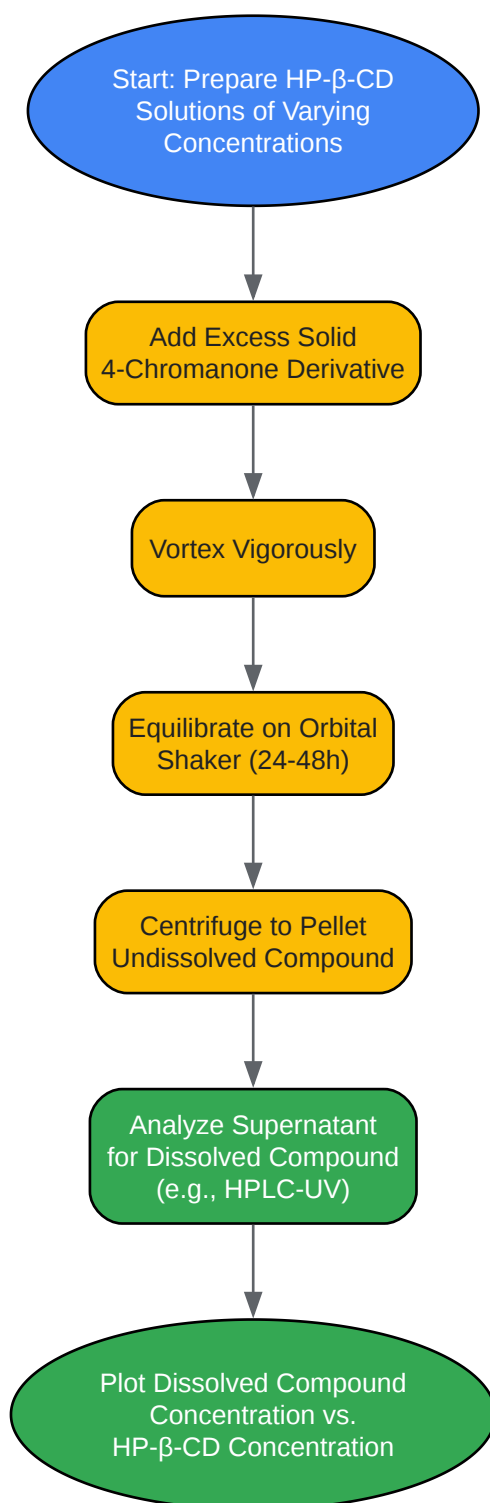 Start: Prepare HP-β-CD
Solutions of Varying
Concentrations
Add Excess Solid
4-Chromanone Derivative
Vortex Vigorously
Equilibrate on Orbital
Shaker (24-48h)
Centrifuge to Pellet
Undissolved Compound
Analyze Supernatant
for Dissolved Compound
(e.g., HPLC-UV)
Plot Dissolved Compound
Concentration vs.
HP-β-CD Concentration